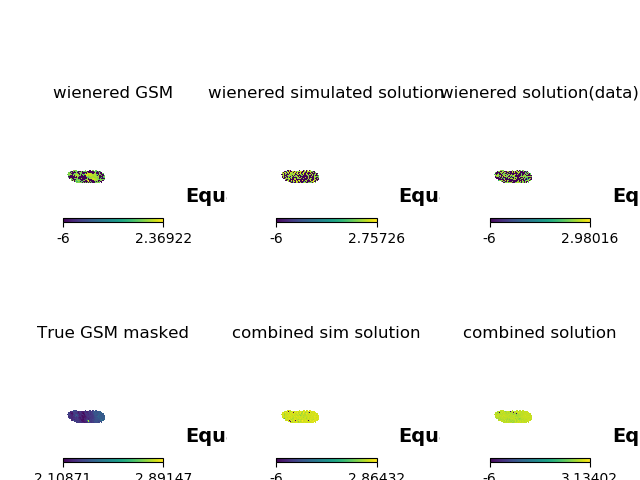 wienered GSM wienered simulated solution wienered solution(data)
Equ Equ Eq
-6 2.36922 -6 2.75726 -6 2.98016
True GSM masked combined sim solution combined solution
Equ Equ Eq
2.10871 2.89147 -6 2.86432 -6 3.13402